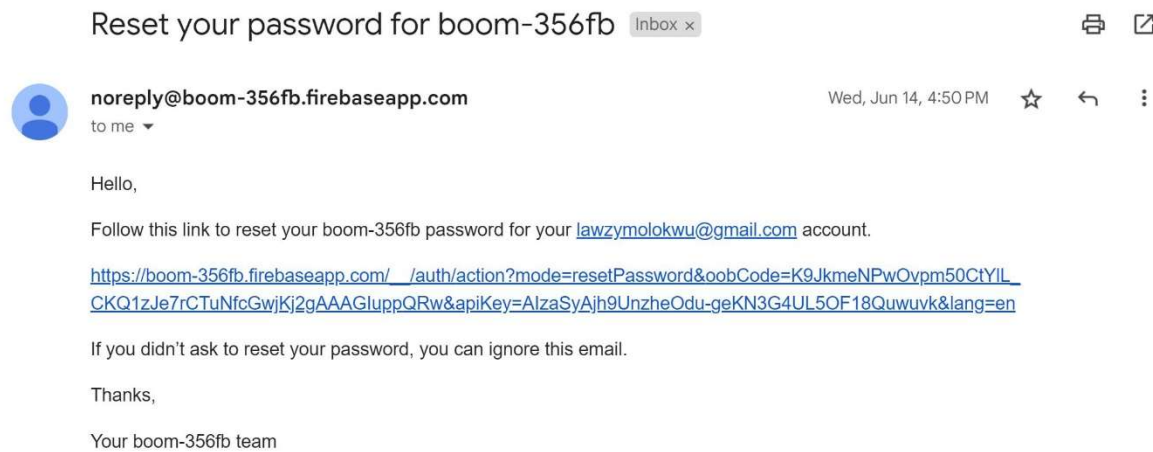 Reset your password for boom-356fb Inbox ×
noreply@boom-356fb.firebaseapp.com Wed, Jun 14, 4:50 PM
to me
Hello,
Follow this link to reset your boom-356fb password for your lawzymolokwu@gmail.com account.
https://boom-356fb.firebaseapp.com/__/auth/action?mode=resetPassword&oobCode=K9JkmeNPwOvpm50CtYlL_
CKQ1zJe7rCTuNfcGwjKj2gAAAGIuppQRw&apiKey=AIzaSyAjh9UnzheOdu-geKN3G4UL5OF18Quwuvk&lang=en
If you didn’t ask to reset your password, you can ignore this email.
Thanks,
Your boom-356fb team